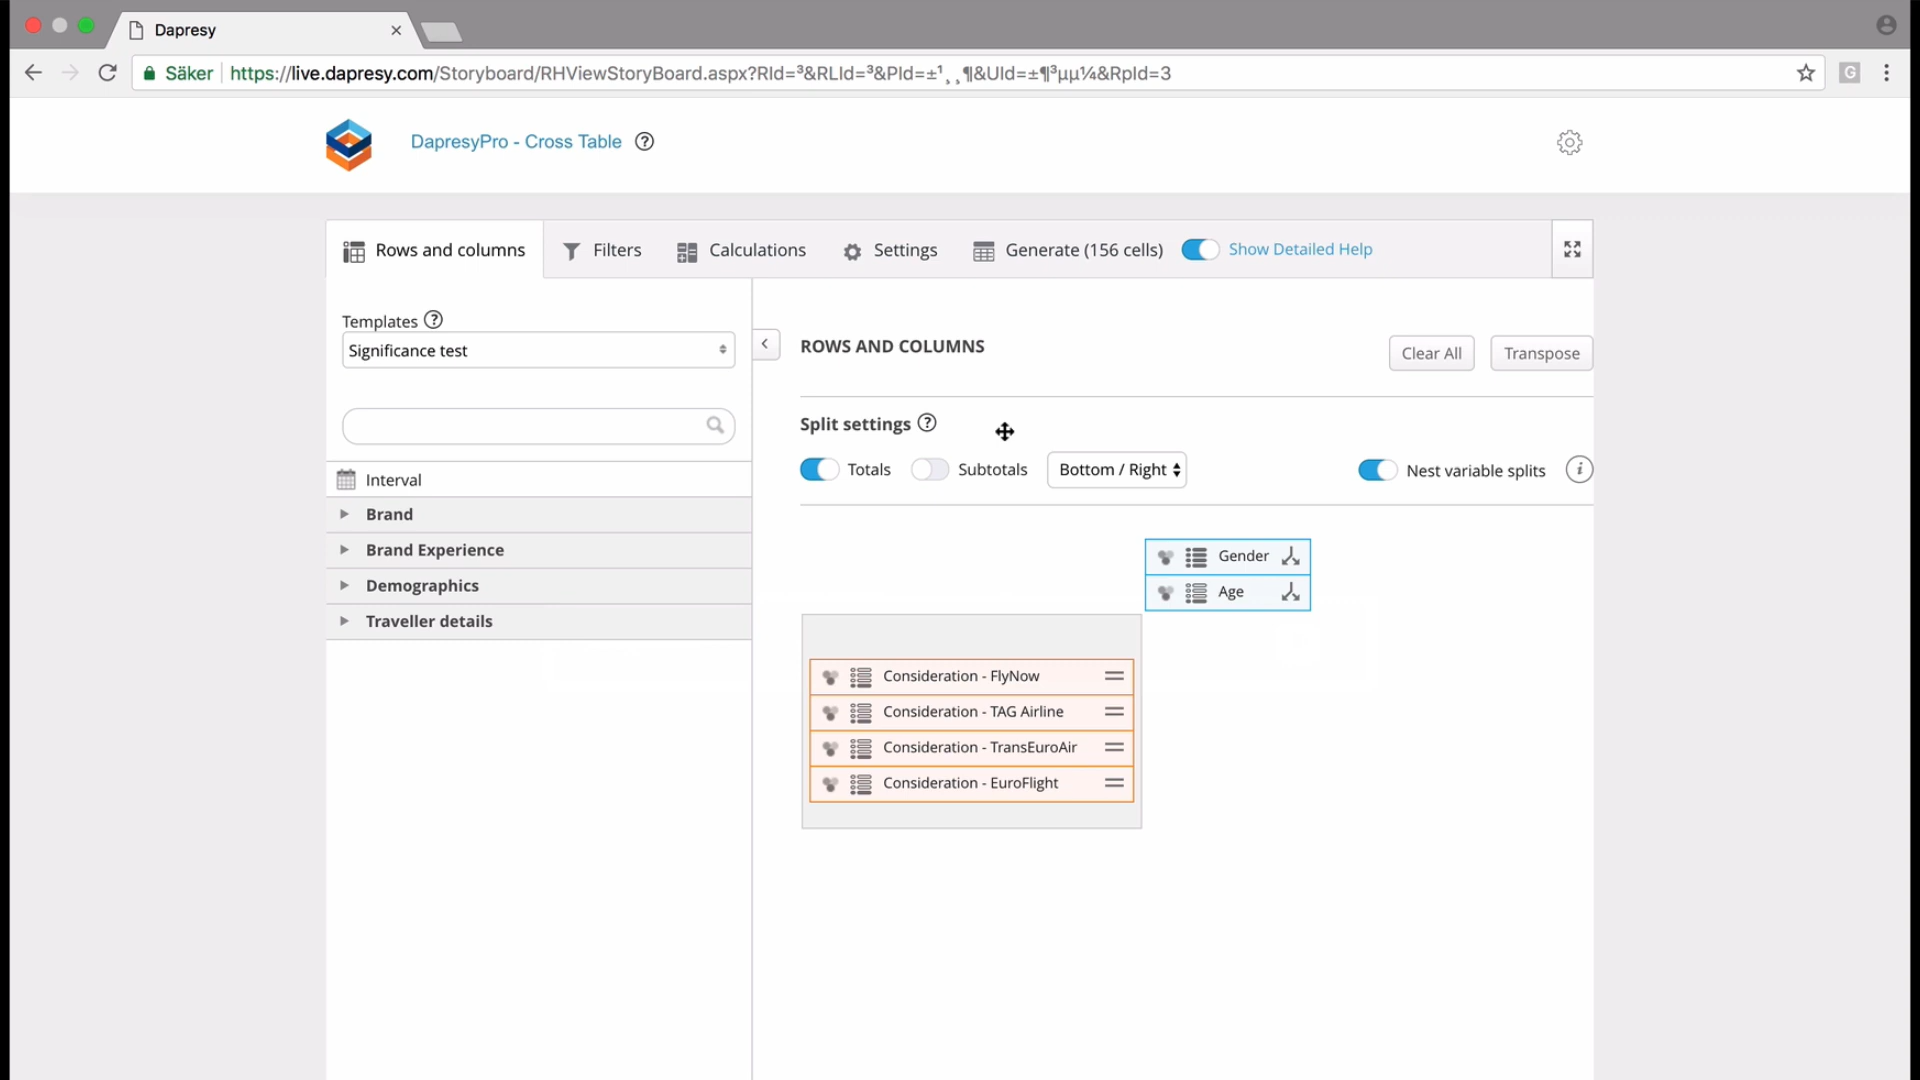 Dapresy
Säker
https://live.dapresy.com/Storyboard/RHViewStoryBoard.aspx?RId=³&RLId=³&PId=±¹¸¸¶&UId=±¶³µµ¼&RpId=3
G
DapresyPro - Cross Table ?
Rows and columns
Filters
Calculations
Settings
Generate (156 cells)
Show Detailed Help
Templates ?
Significance test
ROWS AND COLUMNS
Clear All
Transpose
Split settings ?
Totals
Subtotals
Bottom / Right
Nest variable splits
i
Interval
Brand
Brand Experience
Demographics
Traveller details
Gender
Age
Consideration - FlyNow
Consideration - TAG Airline
Consideration - TransEuroAir
Consideration - EuroFlight